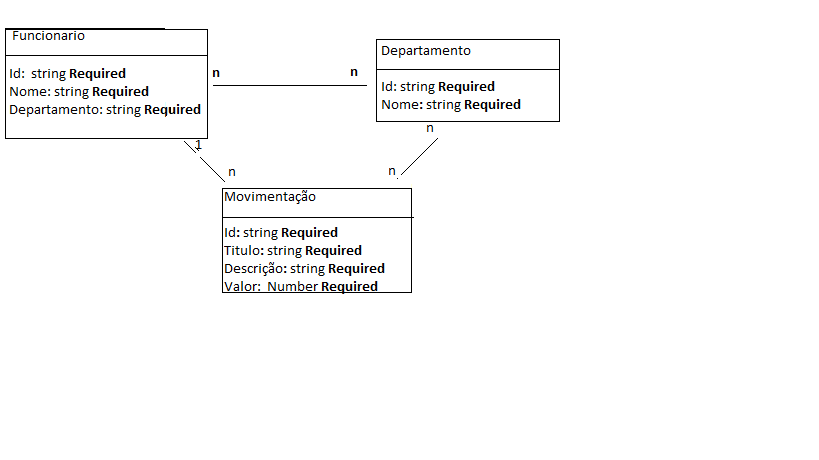 Funcionario
Id: string Required
Nome: string Required
Departamento: string Required
n
n
Departamento
Id: string Required
Nome: string Required
1
n
n
n
Movimentação
Id: string Required
Titulo: string Required
Descrição: string Required
Valor: Number Required